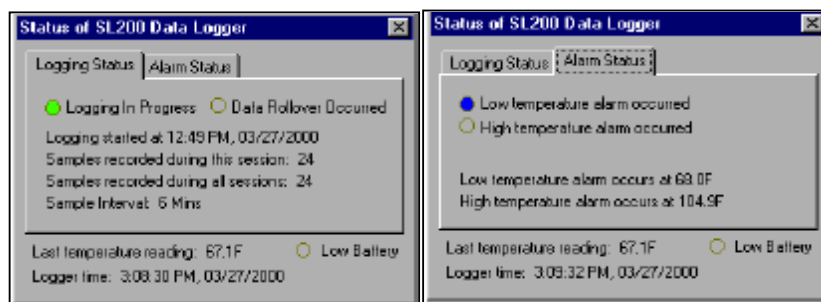 Status of SL200 Data Logger
Logging Status Alarm Status
Logging In Progress Data Rollover Occurred
Logging started at 12:49 PM, 03/27/2000
Samples recorded during this session: 24
Samples recorded during all sessions: 24
Sample Interval: 6 Mins
Last temperature reading: 67.1F Low Battery
Logger time: 3:08:30 PM, 03/27/2000
Status of SL200 Data Logger
Logging Status Alarm Status
Low temperature alarm occurred
High temperature alarm occurred
Low temperature alarm occurs at 68.0F
High temperature alarm occurs at 104.9F
Last temperature reading: 67.1F Low Battery
Logger time: 3:09:32 PM, 03/27/2000